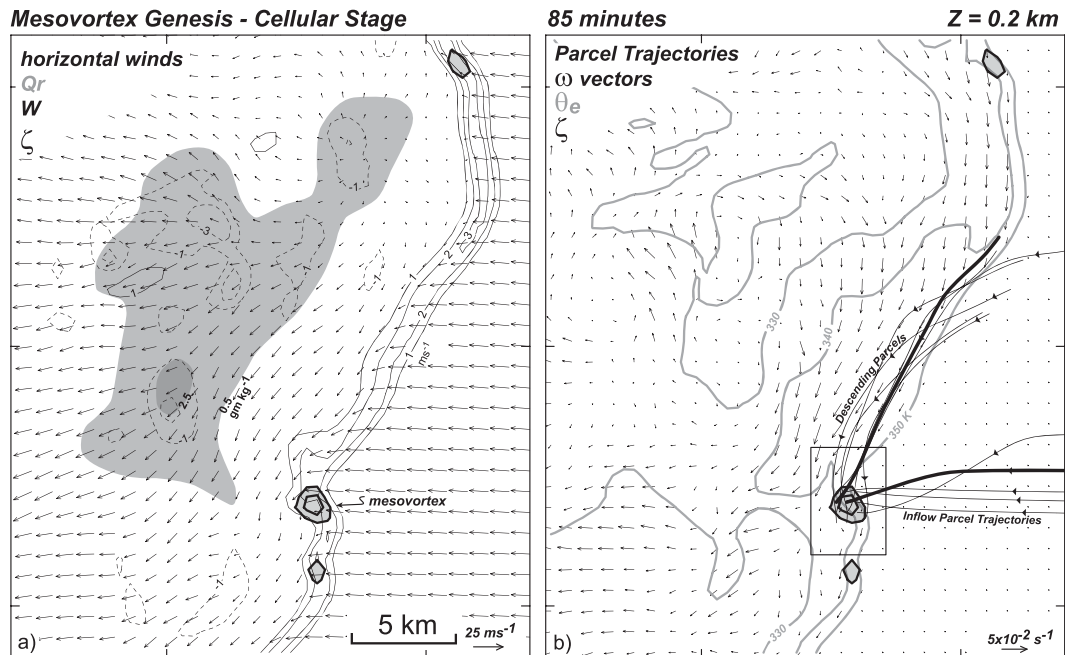 Mesovortex Genesis - Cellular Stage
85 minutes
Z = 0.2 km
horizontal winds
Qr
W
ζ
-1
-3
-1
-1
-1
1
3
2
1
2
1
ms-1
2.5
0.5
gm kg-1
mesovortex
1
1
5 km
25 ms-1
a)
Parcel Trajectories
ω vectors
θe
ζ
330
340
Descending Parcels
350 K
Inflow Parcel Trajectories
330
5x10-2 s-1
b)